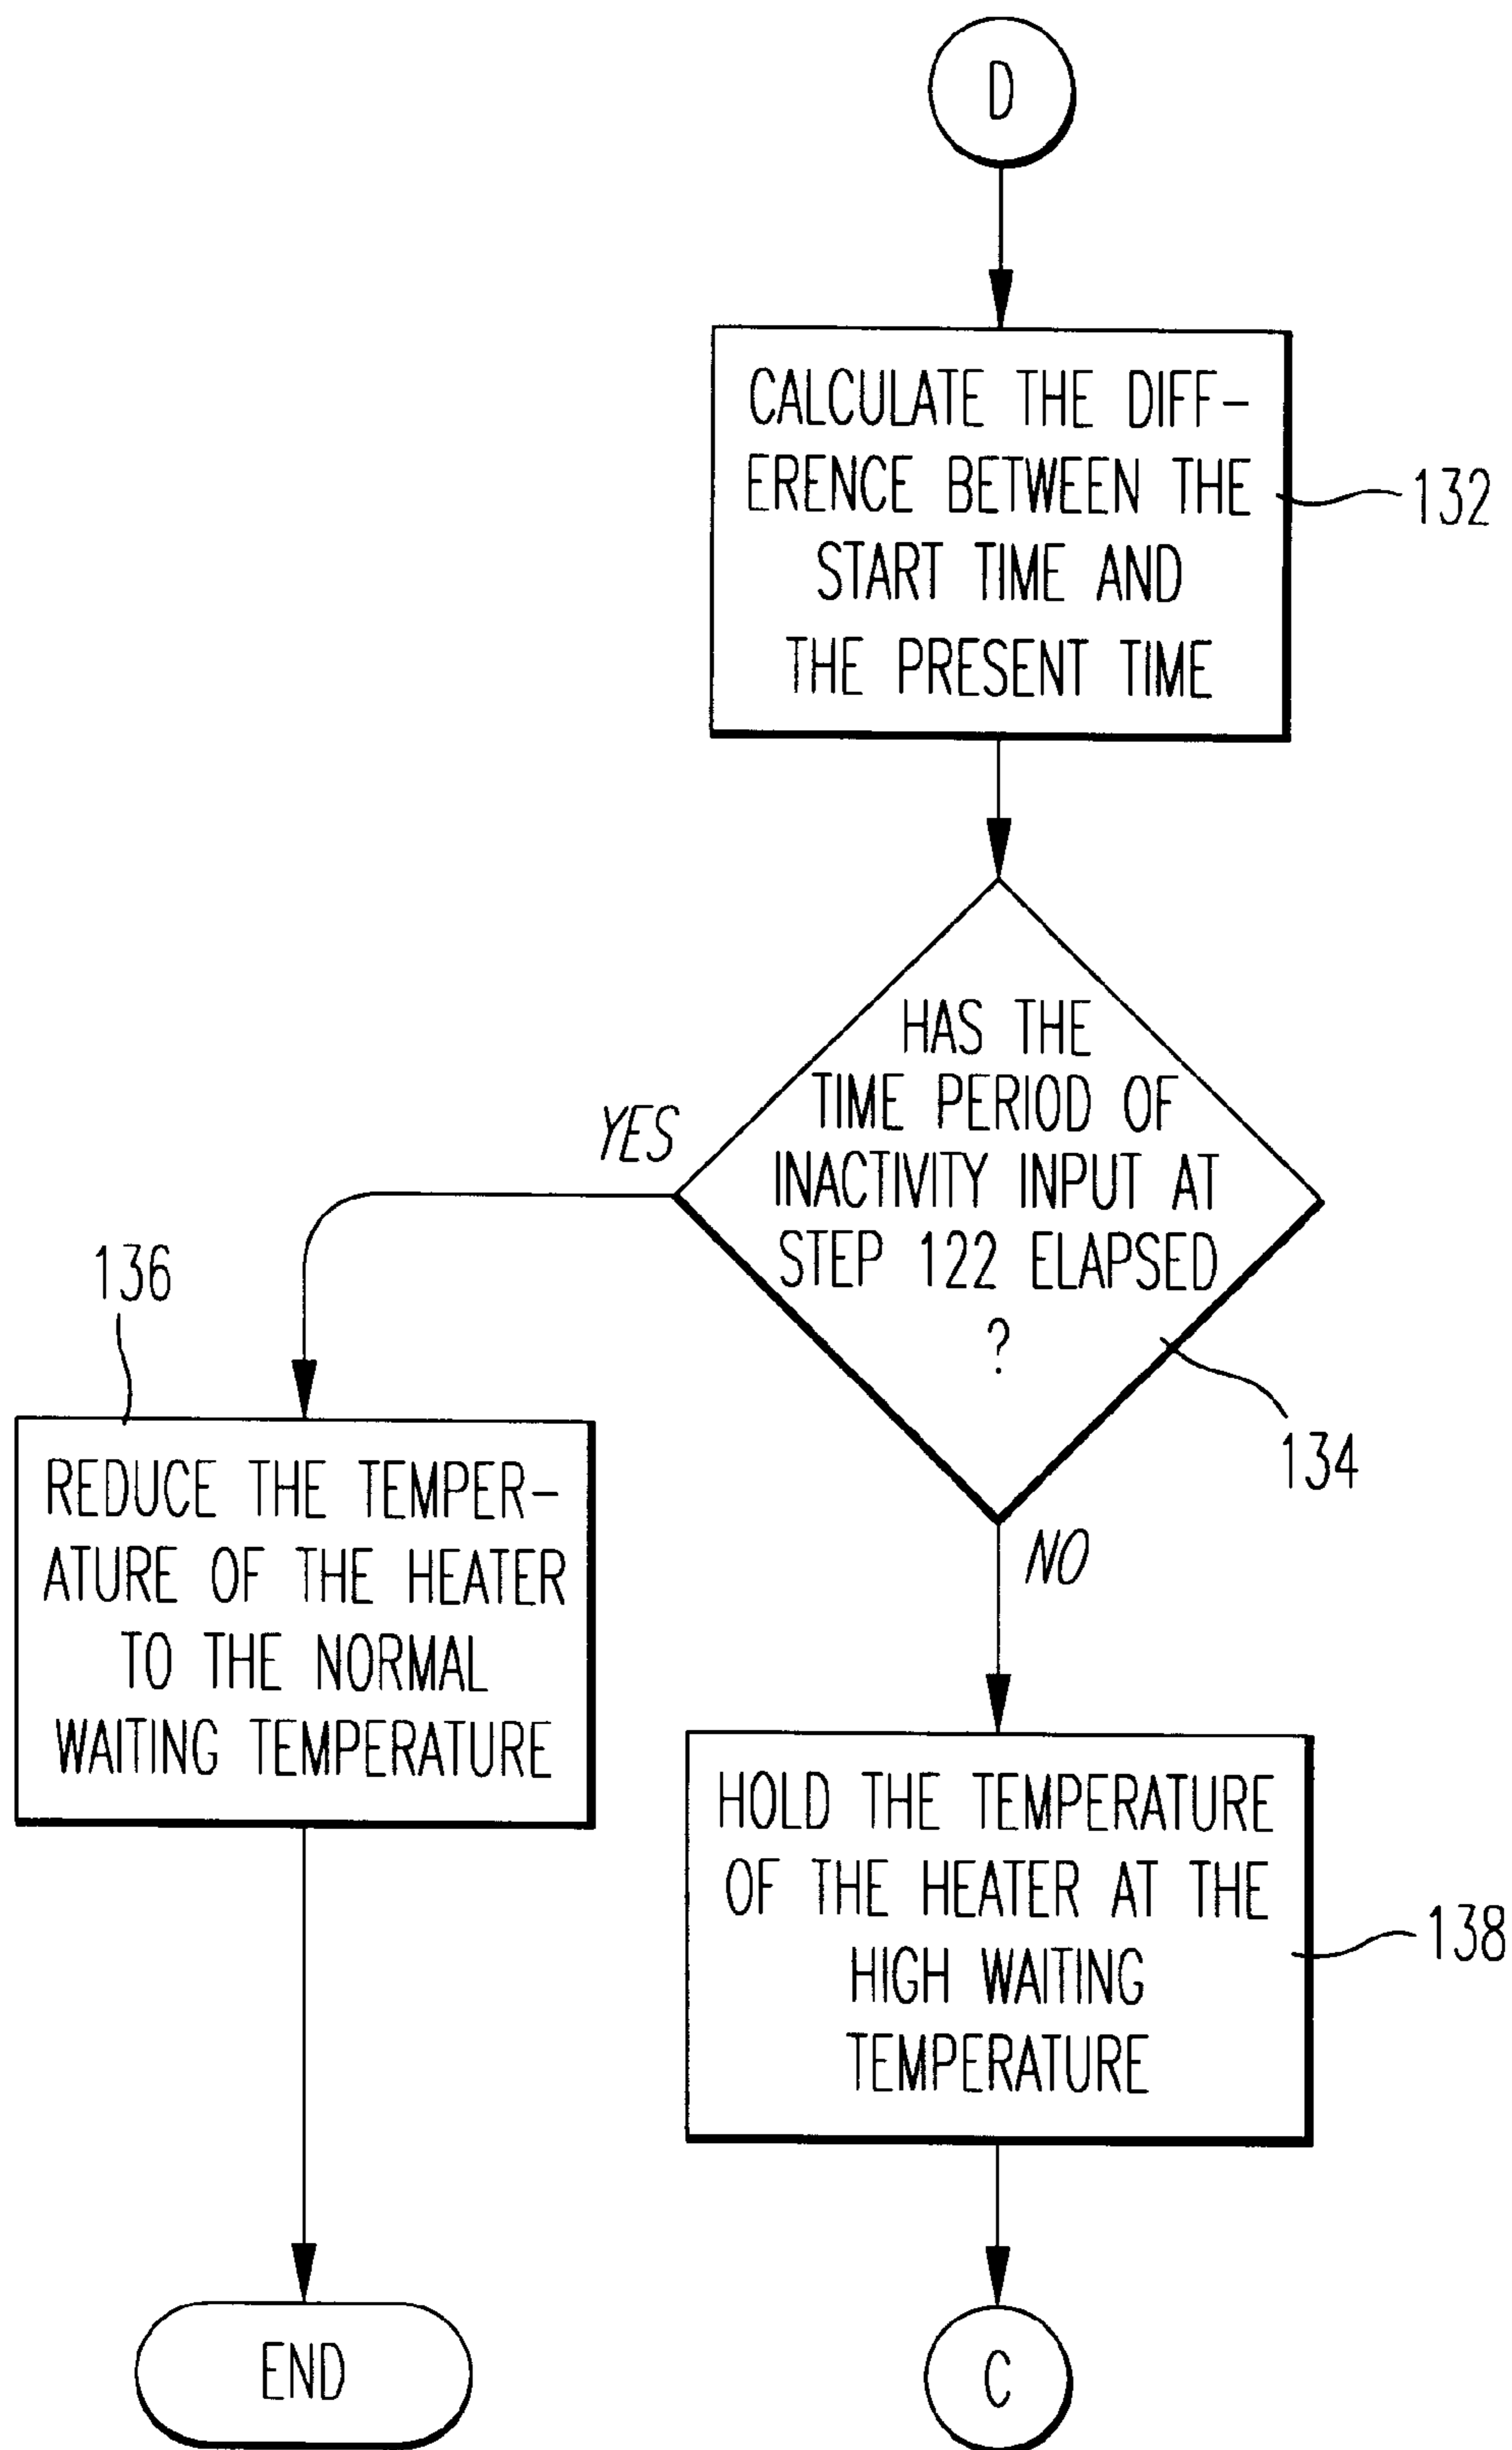 D
CALCULATE THE DIFF-
ERENCE BETWEEN THE
START TIME AND
THE PRESENT TIME
132
HAS THE
TIME PERIOD OF
INACTIVITY INPUT AT
STEP 122 ELAPSED
?
134
YES
136
REDUCE THE TEMPER-
ATURE OF THE HEATER
TO THE NORMAL
WAITING TEMPERATURE
END
NO
HOLD THE TEMPERATURE
OF THE HEATER AT THE
HIGH WAITING
TEMPERATURE
138
C